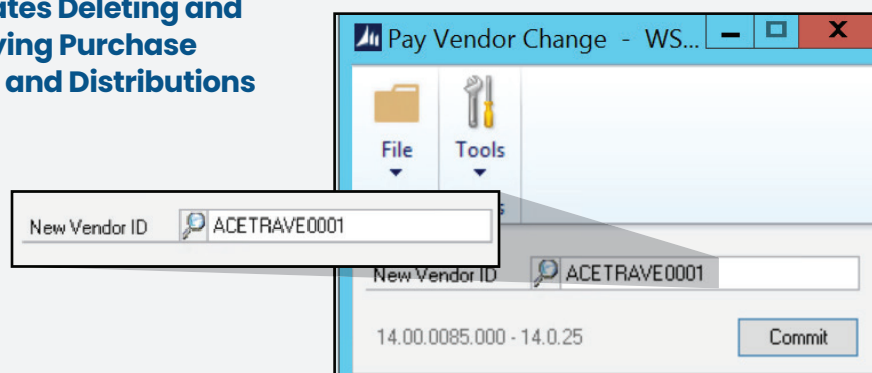 ates Deleting and
ying Purchase
and Distributions
Pay Vendor Change - WS...
File
Tools
New Vendor ID ACETRAVE0001
New Vendor ID ACETRAVE0001
14.00.0085.000 - 14.0.25
Commit